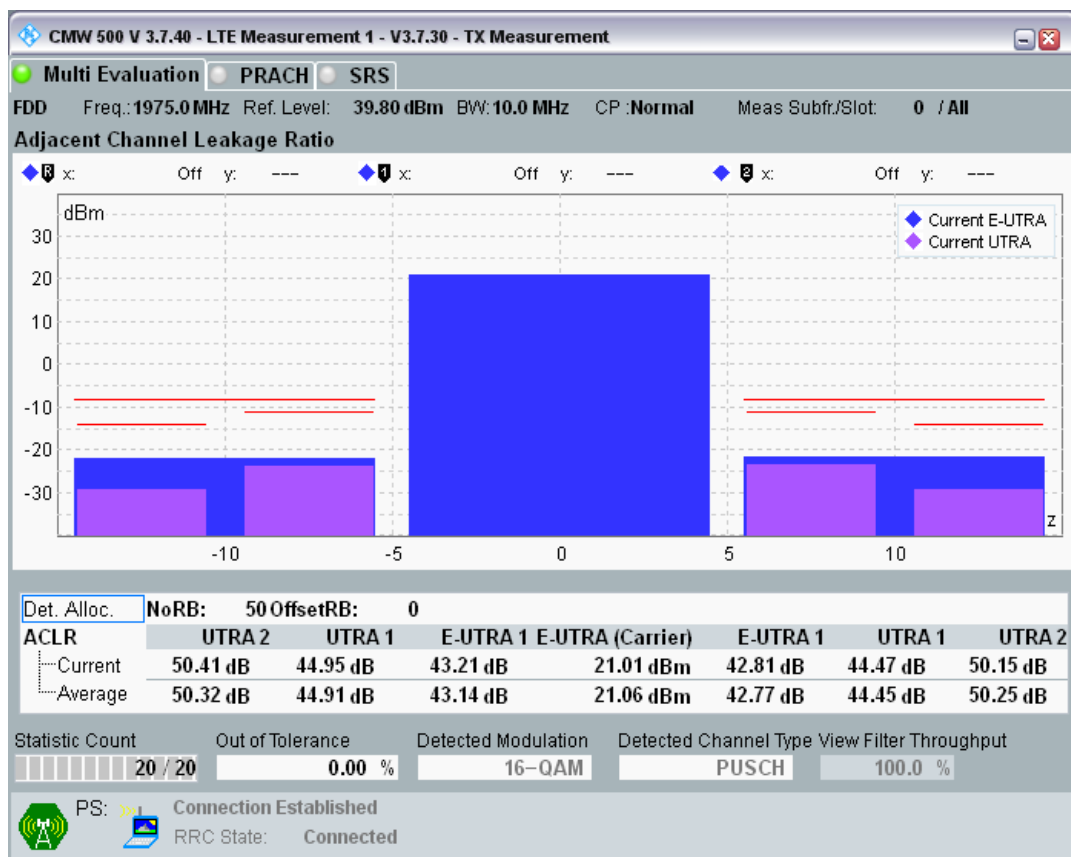 CMW 500 V 3.7.40 - LTE Measurement 1 - V3.7.30 - TX Measurement
Multi Evaluation PRACH SRS
FDD Freq.: 1975.0 MHz Ref. Level: 39.80 dBm BW: 10.0 MHz CP :Normal Meas Subfr./Slot: 0 / All
Adjacent Channel Leakage Ratio
R x: Off y: --- 1 x: Off y: --- 2 x: Off y: ---
dBm
Current E-UTRA
Current UTRA
30
20
10
0
-10
-20
-30
z
-10 -5 0 5 10
Det. Alloc. NoRB: 50 OffsetRB: 0
ACLR UTRA 2 UTRA 1 E-UTRA 1 E-UTRA (Carrier) E-UTRA 1 UTRA 1 UTRA 2
Current 50.41 dB 44.95 dB 43.21 dB 21.01 dBm 42.81 dB 44.47 dB 50.15 dB
Average 50.32 dB 44.91 dB 43.14 dB 21.06 dBm 42.77 dB 44.45 dB 50.25 dB
Statistic Count Out of Tolerance Detected Modulation Detected Channel Type View Filter Throughput
20 / 20 0.00 % 16-QAM PUSCH 100.0 %
PS: Connection Established
RRC State: Connected